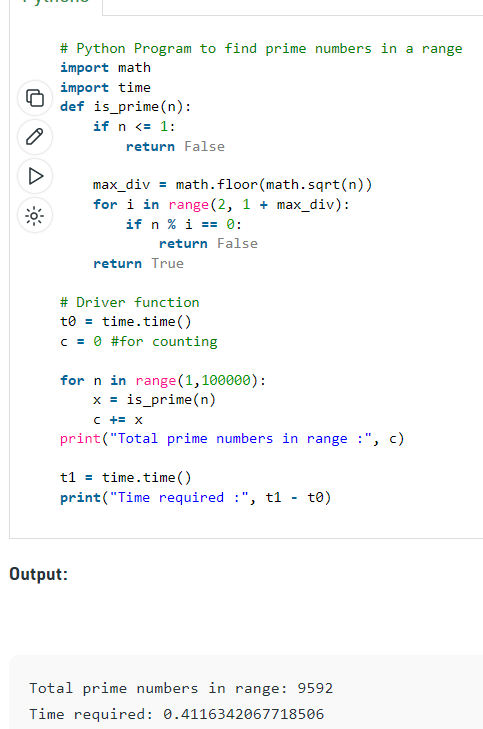 # Python Program to find prime numbers in a range
import math
import time
def is_prime(n):
    if n <= 1:
        return False

    max_div = math.floor(math.sqrt(n))
    for i in range(2, 1 + max_div):
        if n % i == 0:
            return False
    return True

# Driver function
t0 = time.time()
c = 0 #for counting

for n in range(1,100000):
    x = is_prime(n)
    c += x
print("Total prime numbers in range :", c)

t1 = time.time()
print("Time required :", t1 - t0)

Output:

Total prime numbers in range: 9592
Time required: 0.4116342067718506